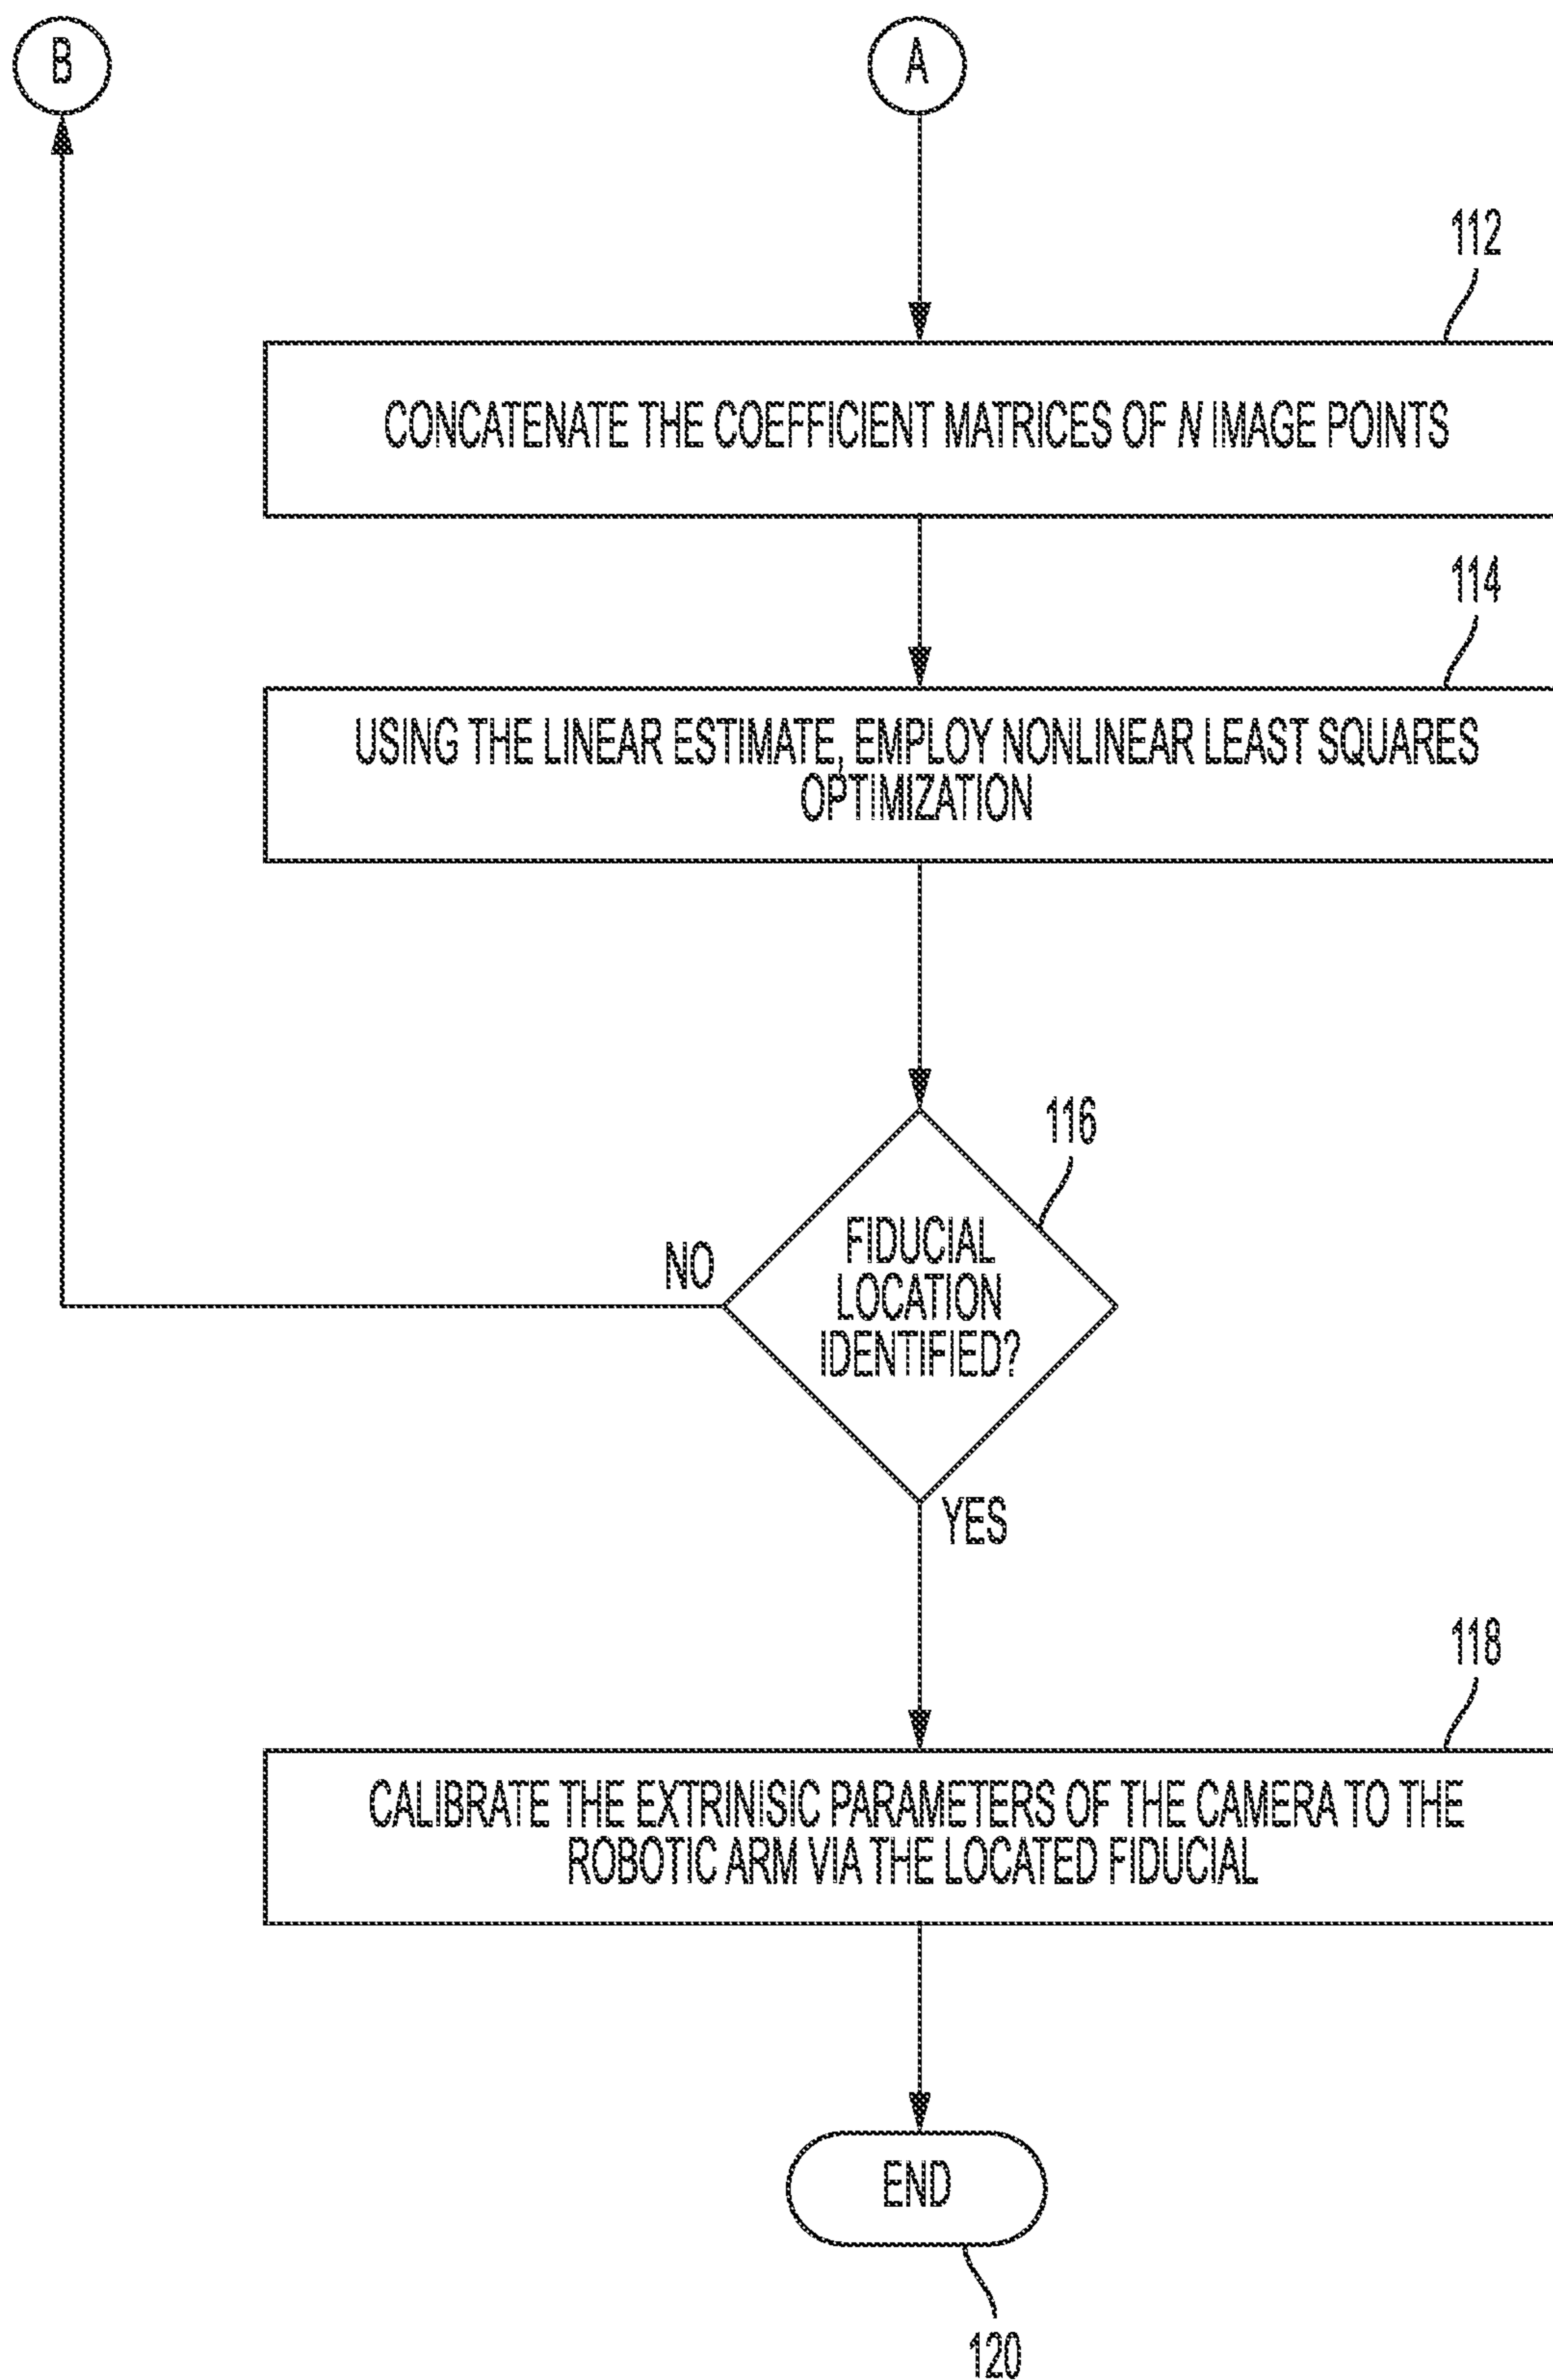 B
A
112
CONCATENATE THE COEFFICIENT MATRICES OF N IMAGE POINTS
114
USING THE LINEAR ESTIMATE, EMPLOY NONLINEAR LEAST SQUARES
OPTIMIZATION
116
NO
FIDUCIAL
LOCATION
IDENTIFIED?
YES
118
CALIBRATE THE EXTRINISIC PARAMETERS OF THE CAMERA TO THE
ROBOTIC ARM VIA THE LOCATED FIDUCIAL
END
120